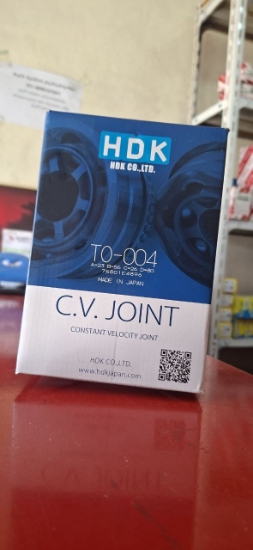 HDK
HDK CO.,LTD.
TO-004
MADE IN JAPAN
C.V. JOINT
CONSTANT VELOCITY JOINT
HDK CO.,LTD.
www.hdkjapan.com